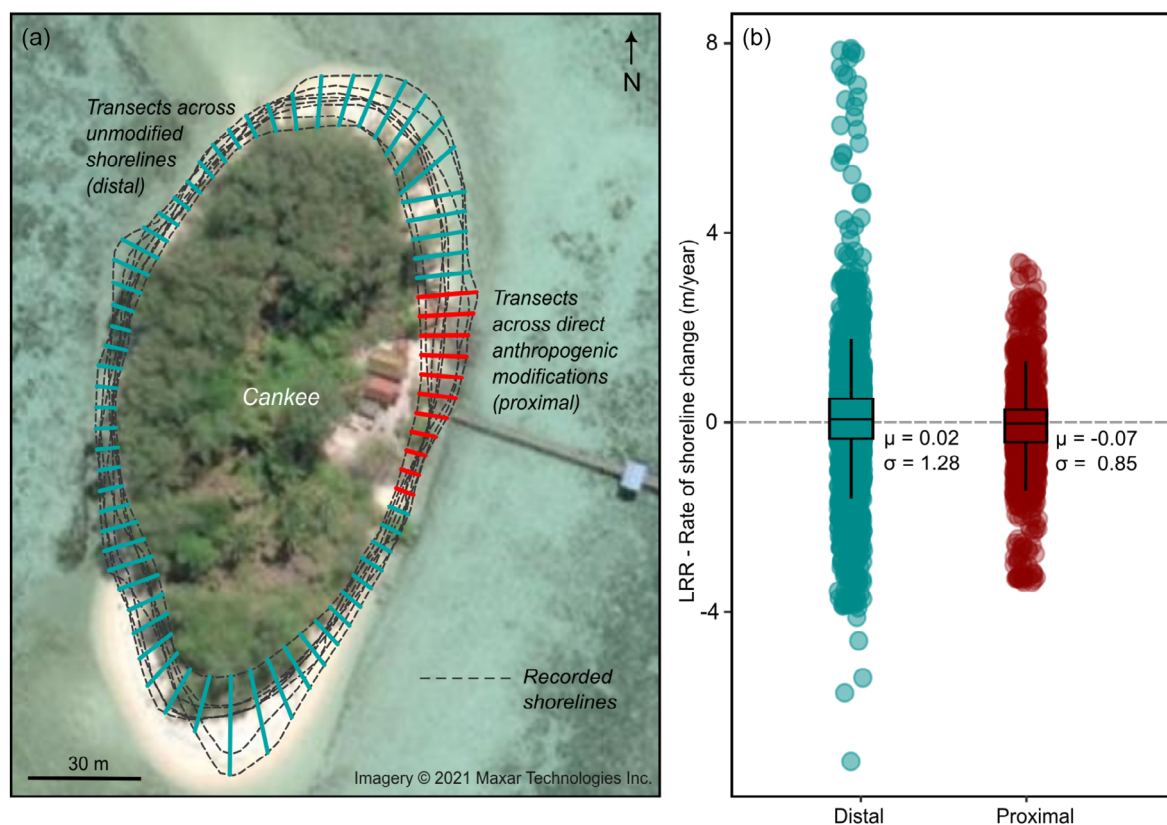 (a)
N
Transects across
unmodified
shorelines
(distal)
Transects
across direct
anthropogenic
modifications
(proximal)
Cankee
Recorded
shorelines
30 m
Imagery © 2021 Maxar Technologies Inc.
(b)
LRR - Rate of shoreline change (m/year)
8
4
0
-4
μ = 0.02
σ = 1.28
μ = -0.07
σ = 0.85
Distal
Proximal